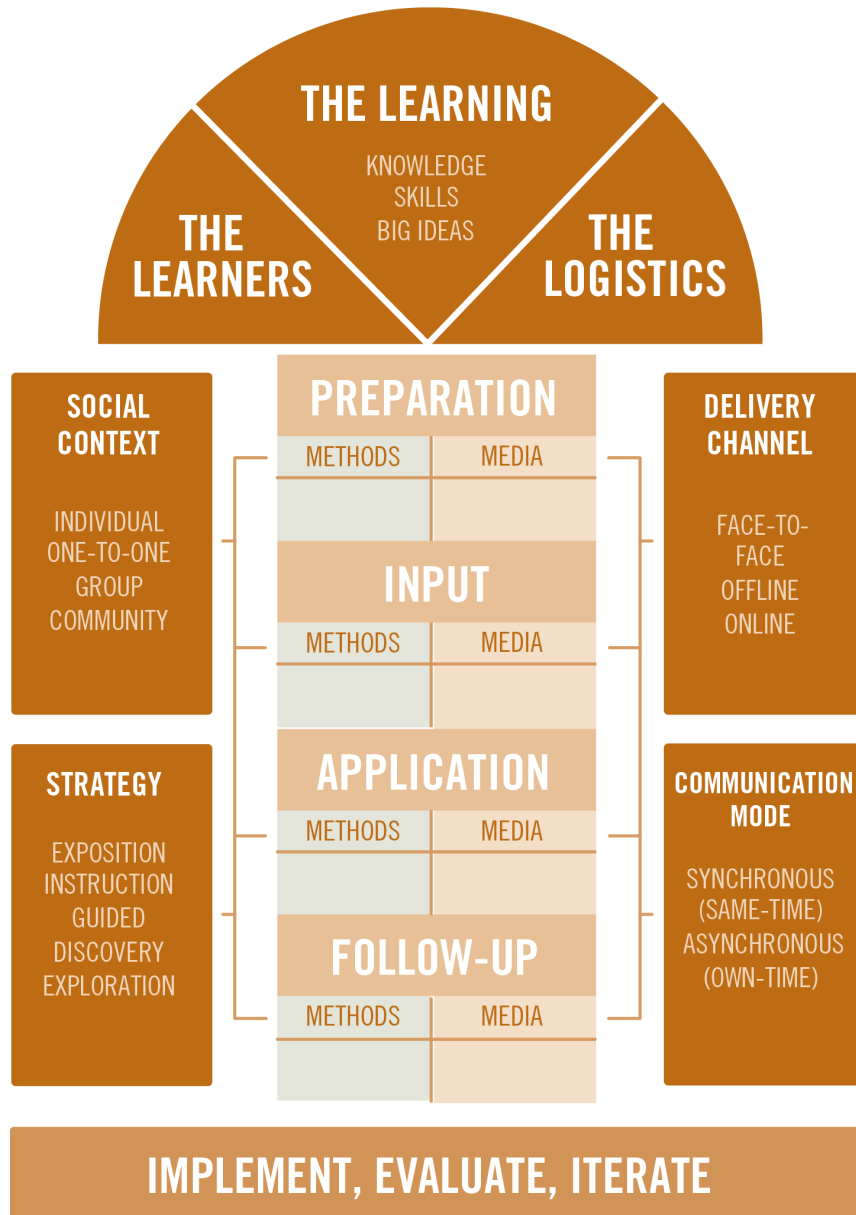 THE LEARNING
KNOWLEDGE
SKILLS
BIG IDEAS
THE
LEARNERS
THE
LOGISTICS
SOCIAL
CONTEXT
INDIVIDUAL
ONE-TO-ONE
GROUP
COMMUNITY
STRATEGY
EXPOSITION
INSTRUCTION
GUIDED
DISCOVERY
EXPLORATION
PREPARATION
METHODS MEDIA
INPUT
METHODS MEDIA
APPLICATION
METHODS MEDIA
FOLLOW-UP
METHODS MEDIA
DELIVERY
CHANNEL
FACE-TO-
FACE
OFFLINE
ONLINE
COMMUNICATION
MODE
SYNCHRONOUS
(SAME-TIME)
ASYNCHRONOUS
(OWN-TIME)
IMPLEMENT, EVALUATE, ITERATE